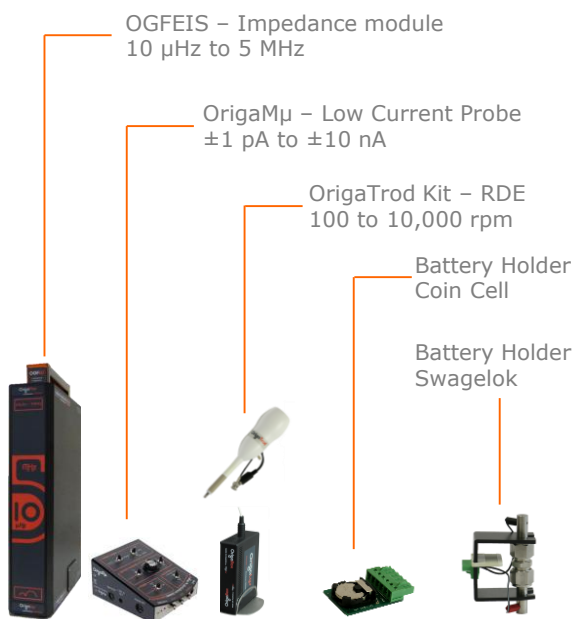 OGFEIS – Impedance module
10 µHz to 5 MHz
OrigaMµ – Low Current Probe
±1 pA to ±10 nA
OrigaTrod Kit – RDE
100 to 10,000 rpm
Battery Holder
Coin Cell
Battery Holder
Swagelok